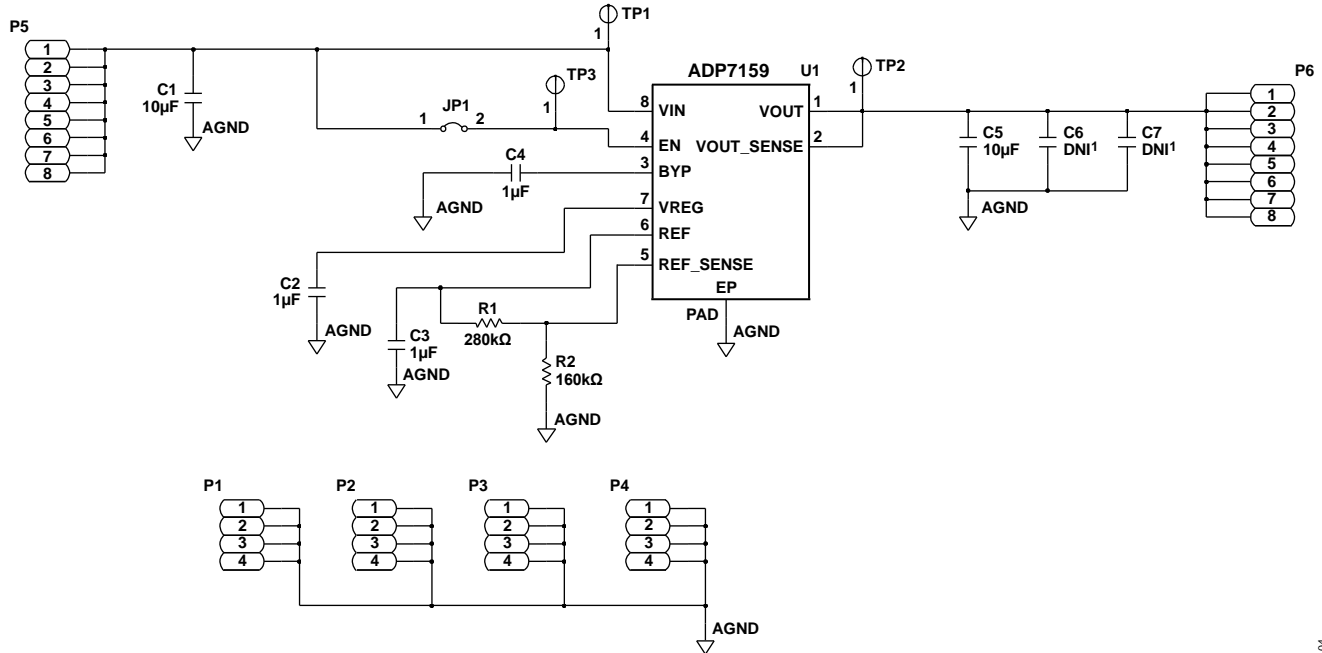 P5
1
2
3
4
5
6
7
8
C1
10µF
AGND
TP1
1
TP3
1
JP1
1 2
C4
1µF
AGND
ADP7159 U1
8 VIN
4 EN
3 BYP
7 VREG
6 REF
5 REF_SENSE
VOUT 1
VOUT_SENSE 2
EP
PAD
AGND
TP2
1
C5
10µF
C6
DNI¹
C7
DNI¹
AGND
P6
1
2
3
4
5
6
7
8
C2
1µF
AGND
C3
1µF
AGND
R1
280kΩ
R2
160kΩ
AGND
P1
1
2
3
4
P2
1
2
3
4
P3
1
2
3
4
P4
1
2
3
4
AGND